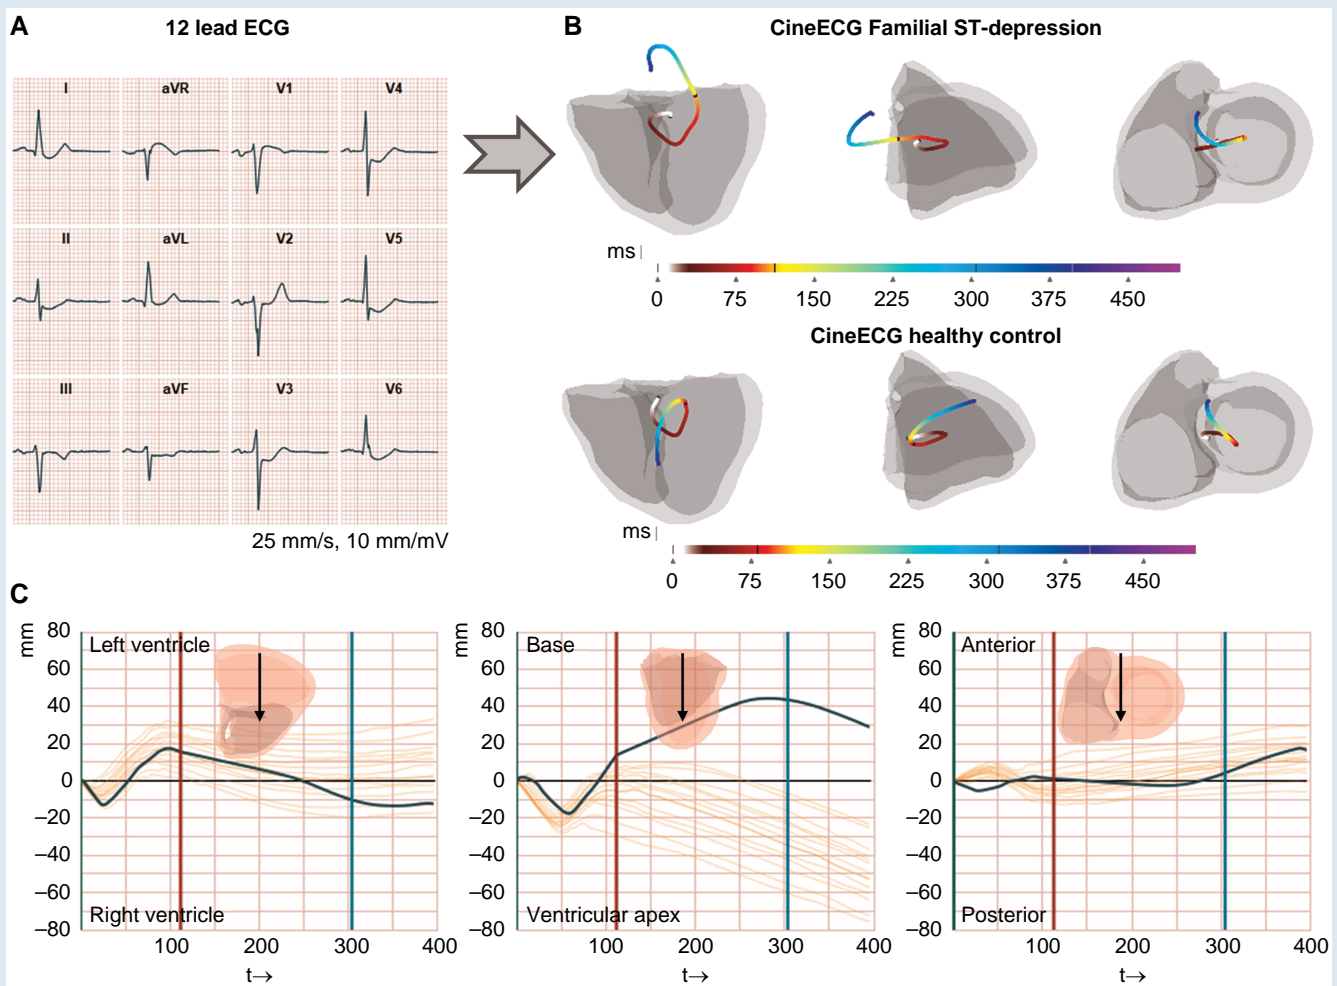 A
12 lead ECG
I
aVR
V1
V4
II
aVL
V2
V5
III
aVF
V3
V6
25 mm/s, 10 mm/mV
B
CineECG Familial ST-depression
ms
0 75 150 225 300 375 450
CineECG healthy control
ms
0 75 150 225 300 375 450
C
mm
80
60
40
20
0
–20
–40
–60
–80
Left ventricle
Right ventricle
100 200 300 400
t→
mm
80
60
40
20
0
–20
–40
–60
–80
Base
Ventricular apex
100 200 300 400
t→
mm
80
60
40
20
0
–20
–40
–60
–80
Anterior
Posterior
100 200 300 400
t→